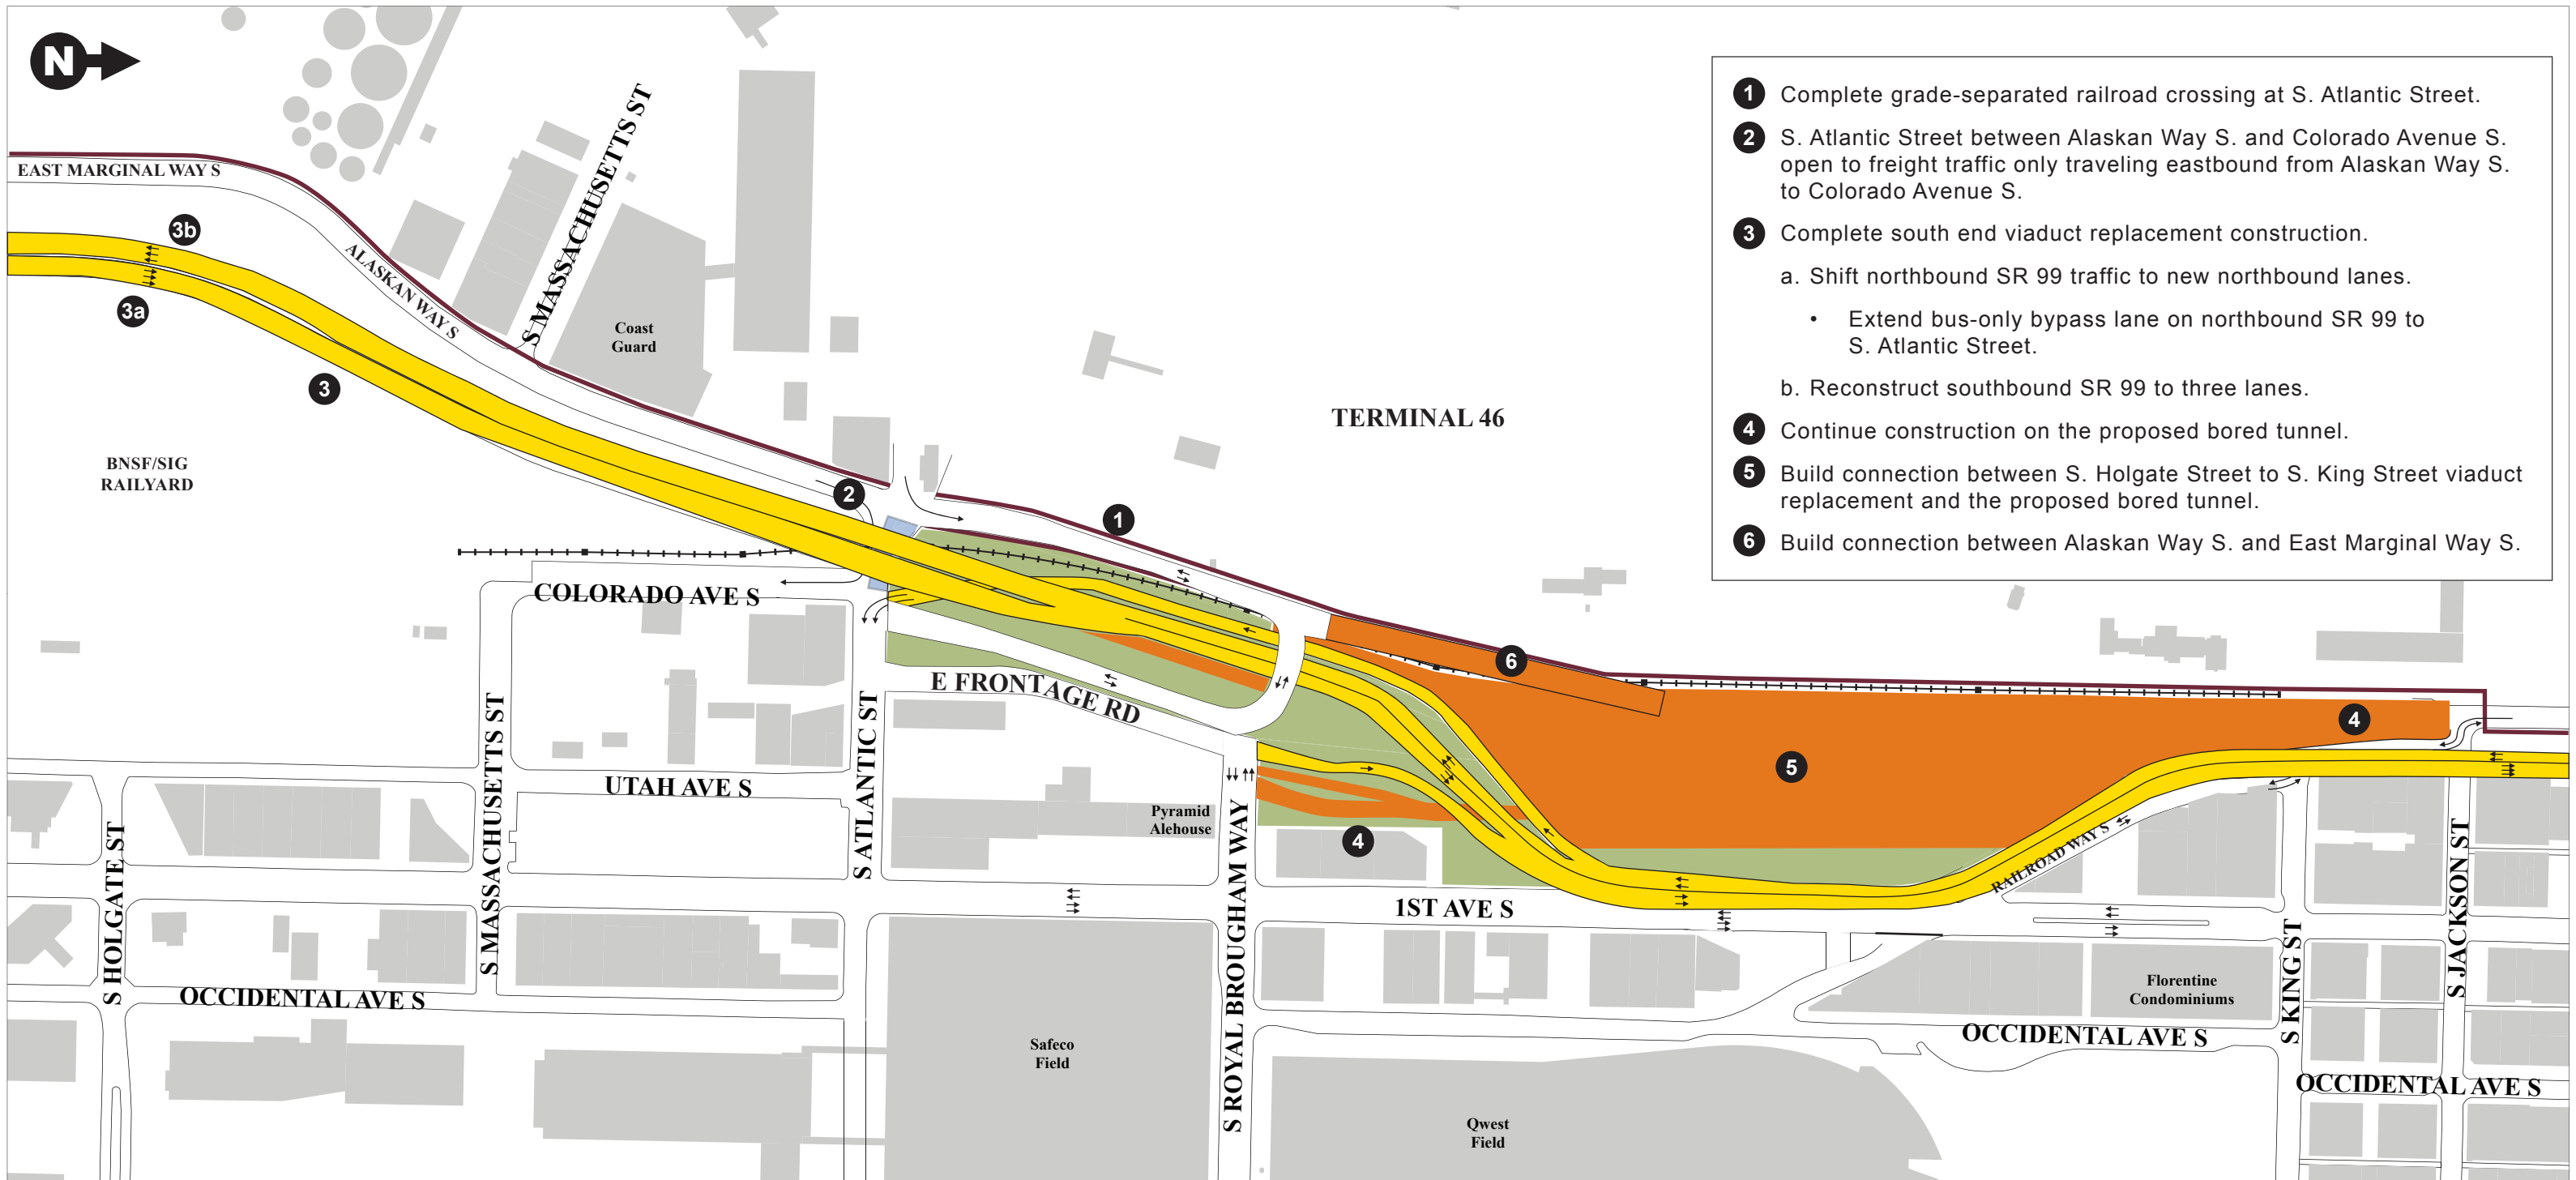 N
1 Complete grade-separated railroad crossing at S. Atlantic Street.
2 S. Atlantic Street between Alaskan Way S. and Colorado Avenue S.
open to freight traffic only traveling eastbound from Alaskan Way S.
to Colorado Avenue S.
3 Complete south end viaduct replacement construction.
a. Shift northbound SR 99 traffic to new northbound lanes.
• Extend bus-only bypass lane on northbound SR 99 to
S. Atlantic Street.
b. Reconstruct southbound SR 99 to three lanes.
4 Continue construction on the proposed bored tunnel.
5 Build connection between S. Holgate Street to S. King Street viaduct
replacement and the proposed bored tunnel.
6 Build connection between Alaskan Way S. and East Marginal Way S.
EAST MARGINAL WAY S
3b
3a
3
ALASKAN WAY S
S MASSACHUSETTS ST
Coast
Guard
TERMINAL 46
BNSF/SIG
RAILYARD
2
1
COLORADO AVE S
6
E FRONTAGE RD
4
5
S MASSACHUSETTS ST
UTAH AVE S
S ATLANTIC ST
Pyramid
Alehouse
S ROYAL BROUGHAM WAY
4
RAILROAD WAY S
1ST AVE S
S HOLGATE ST
OCCIDENTAL AVE S
Safeco
Field
Qwest
Field
Florentine
Condominiums
OCCIDENTAL AVE S
S KING ST
S JACKSON ST
OCCIDENTAL AVE S